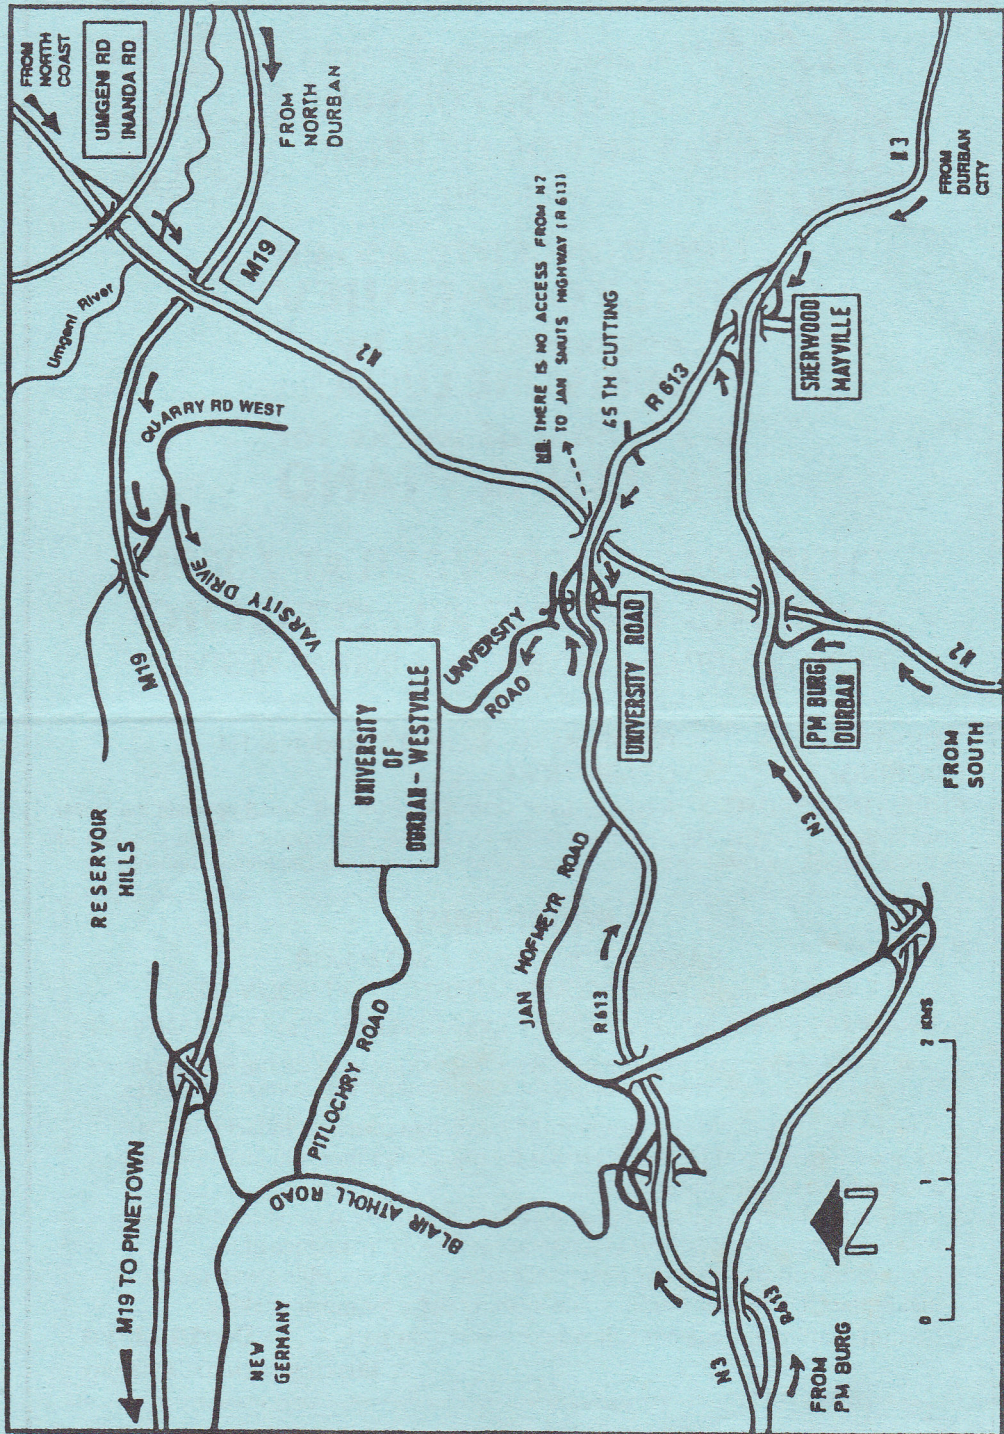 FROM
NORTH
COAST
UMGENI RD
INANDA RD
FROM
NORTH
DURBAN
M19
Umgeni River
N2
QUARRY RD WEST
N.B. THERE IS NO ACCESS FROM N2
TO JAN SMUTS HIGHWAY (R 613)
45TH CUTTING
R 613
N3
FROM
DURBAN
CITY
SHERWOOD
MAYVILLE
VARSITY DRIVE
M19
UNIVERSITY
OF
DURBAN - WESTVILLE
UNIVERSITY
ROAD
UNIVERSITY ROAD
PM BURG
DURBAN
N2
FROM
SOUTH
RESERVOIR
HILLS
JAN HOFMEYR ROAD
R613
N3
PITLOCHRY ROAD
BLAIR ATHOLL ROAD
M19 TO PINETOWN
NEW
GERMANY
N
0 1 2 KMS
N3
R613
FROM
PM BURG